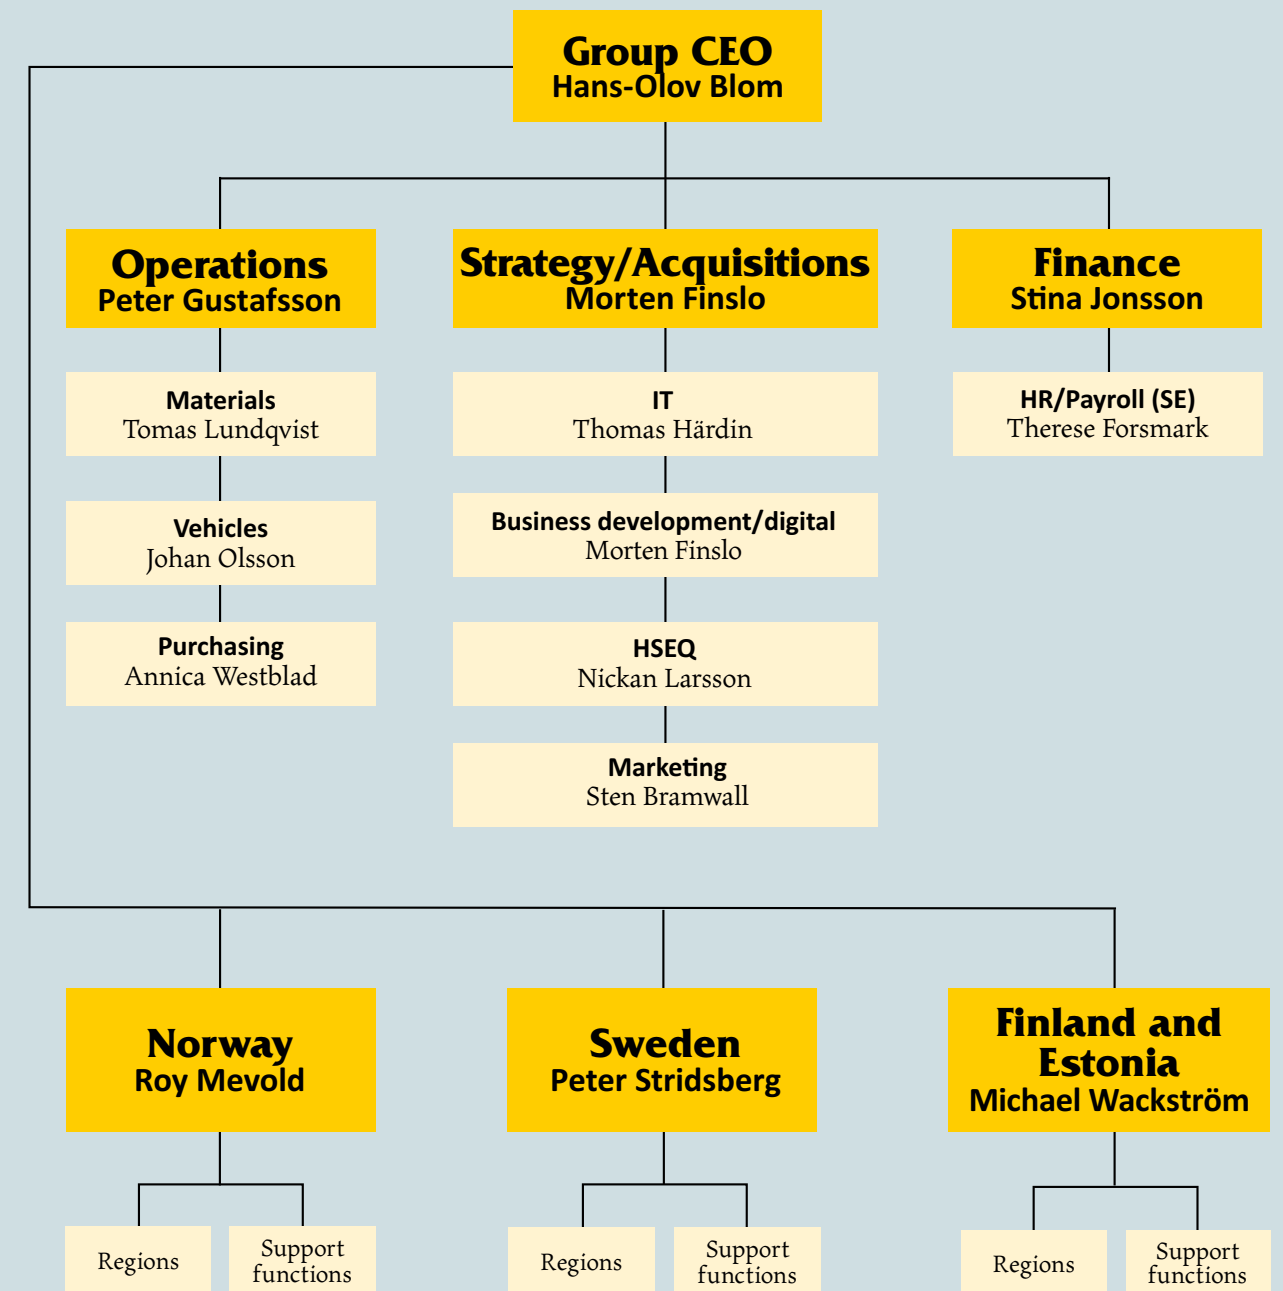 Group CEO
Hans-Olov Blom
Operations
Peter Gustafsson
Strategy/Acquisitions
Morten Finslo
Finance
Stina Jonsson
Materials
Tomas Lundqvist
IT
Thomas Härdin
HR/Payroll (SE)
Therese Forsmark
Vehicles
Johan Olsson
Business development/digital
Morten Finslo
Purchasing
Annica Westblad
HSEQ
Nickan Larsson
Marketing
Sten Bramwall
Norway
Roy Mevold
Sweden
Peter Stridsberg
Finland and
Estonia
Michael Wackström
Regions
Support
functions
Regions
Support
functions
Regions
Support
functions